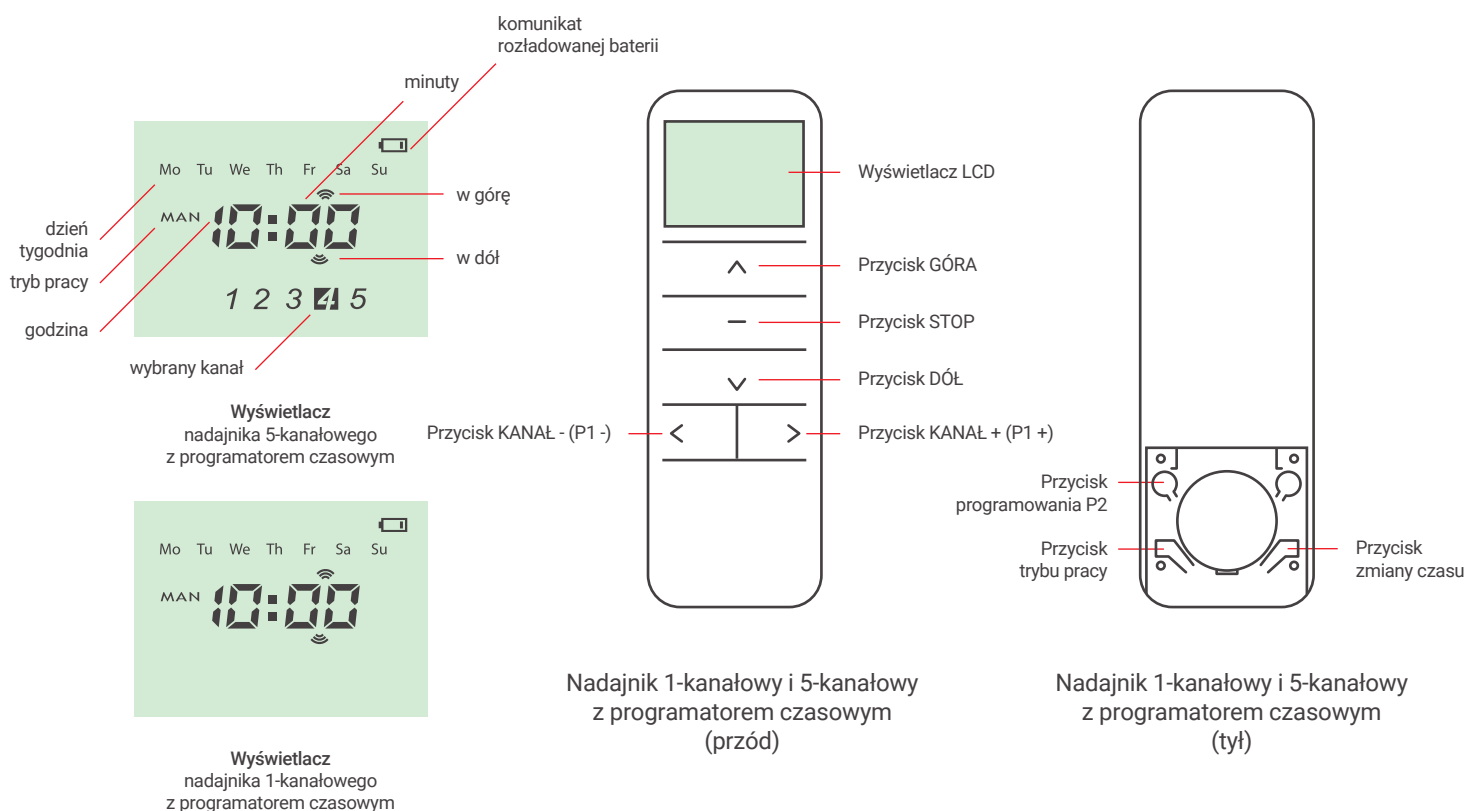 komunikat
rozładowanej baterii
minuty
Mo Tu We Th Fr Sa Su
MAN
10:00
1 2 3 4 5
w górę
w dół
dzień
tygodnia
tryb pracy
godzina
wybrany kanał
Wyświetlacz
nadajnika 5-kanałowego
z programatorem czasowym
Mo Tu We Th Fr Sa Su
MAN
10:00
Wyświetlacz
nadajnika 1-kanałowego
z programatorem czasowym
Wyświetlacz LCD
Przycisk GÓRA
Przycisk STOP
Przycisk DÓŁ
Przycisk KANAŁ - (P1 -)
Przycisk KANAŁ + (P1 +)
Nadajnik 1-kanałowy i 5-kanałowy
z programatorem czasowym
(przód)
Przycisk
programowania P2
Przycisk
trybu pracy
Przycisk
zmiany czasu
Nadajnik 1-kanałowy i 5-kanałowy
z programatorem czasowym
(tył)